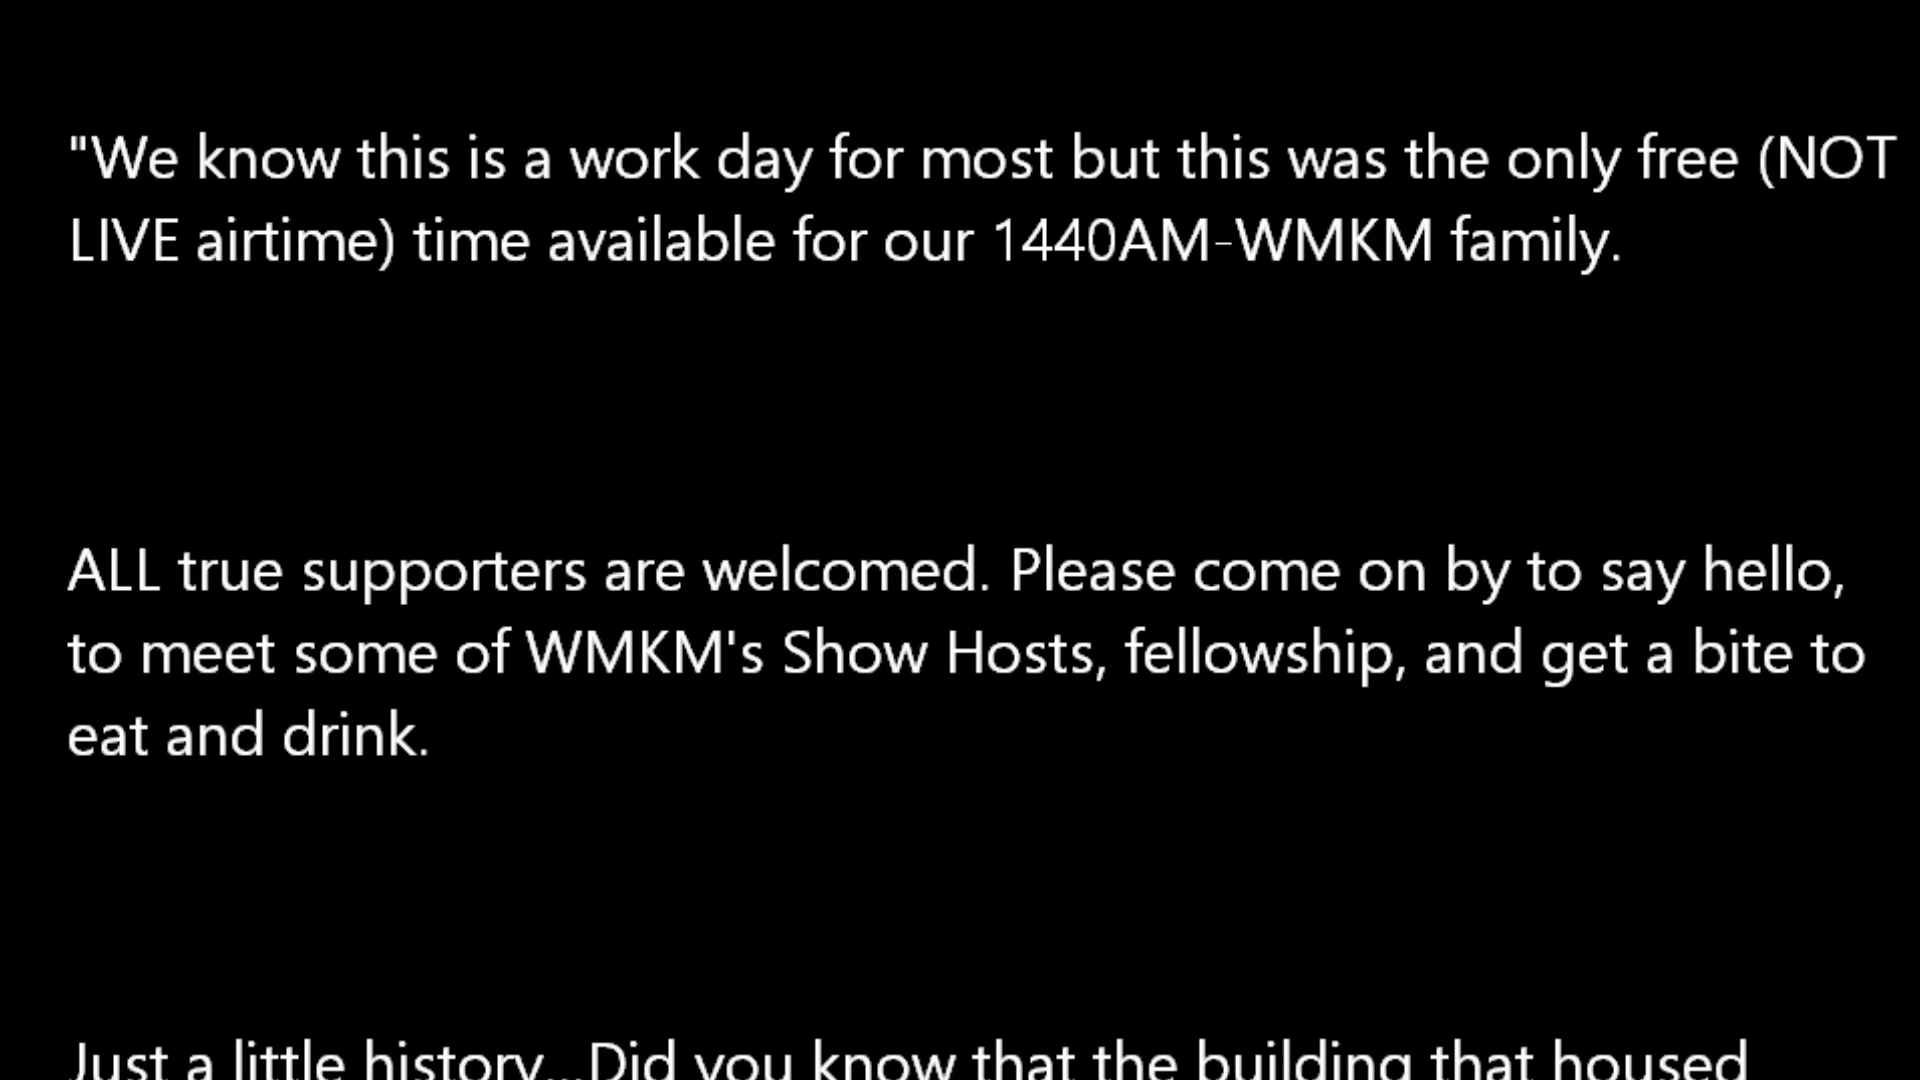 "We know this is a work day for most but this was the only free (NOT
LIVE airtime) time available for our 1440AM-WMKM family.
ALL true supporters are welcomed. Please come on by to say hello,
to meet some of WMKM's Show Hosts, fellowship, and get a bite to
eat and drink.
Just a little history...Did you know that the building that housed